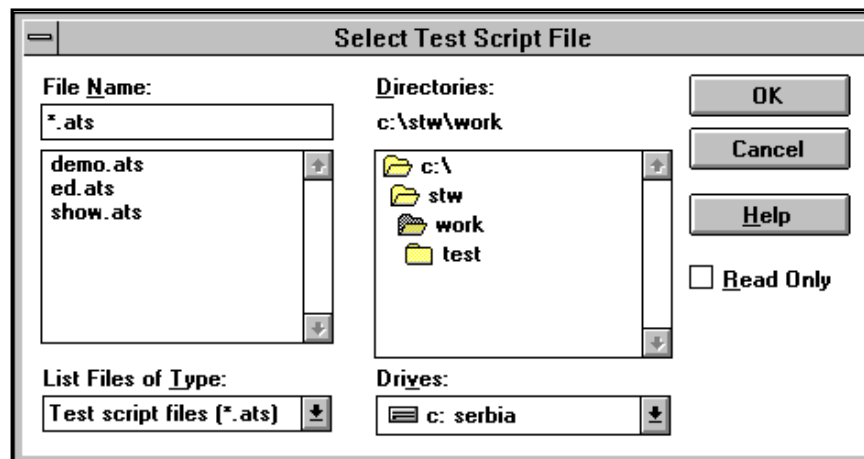 Select Test Script File
File Name:
*.ats
demo.ats
ed.ats
show.ats
List Files of Type:
Test script files (*.ats)
Directories:
c:\stw\work
c:\
stw
work
test
Drives:
c: serbia
OK
Cancel
Help
Read Only